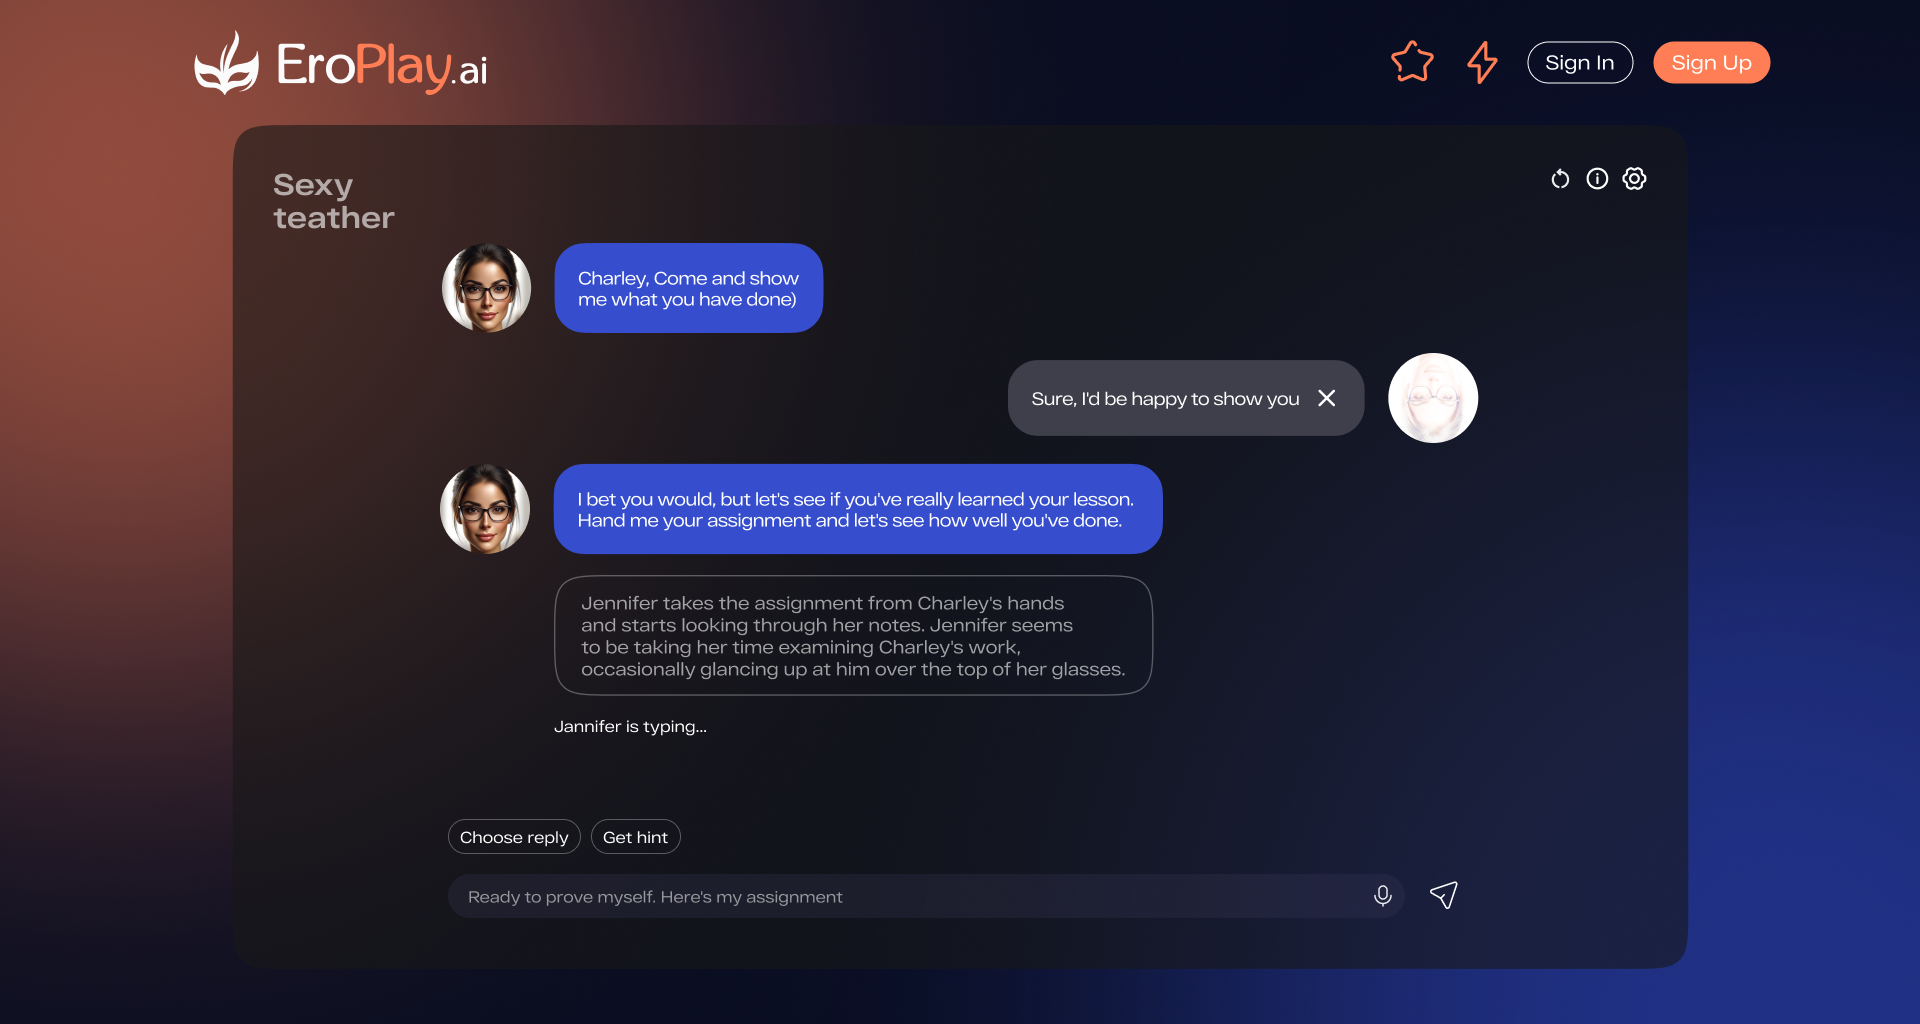 EroPlay.ai
Sign In
Sign Up
Sexy
teather
Charley, Come and show
me what you have done)
Sure, I'd be happy to show you
I bet you would, but let's see if you've really learned your lesson.
Hand me your assignment and let's see how well you've done.
Jennifer takes the assignment from Charley's hands
and starts looking through her notes. Jennifer seems
to be taking her time examining Charley's work,
occasionally glancing up at him over the top of her glasses.
Jannifer is typing...
Choose reply
Get hint
Ready to prove myself. Here's my assignment